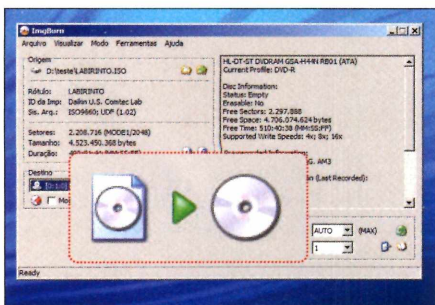 ImgBurn
Arquivo Visualizar Modo Ferramentas Ajuda
Origem
D:\teste\LABIRINTO.ISO
Rótulo: LABIRINTO
ID da Imp: Daikin U.S. Comtec Lab
Sis. Arq.: ISO9660; UDF (1.02)
Setores: 2.208.716 (MODE1/2048)
Tamanho: 4.523.450.368 bytes
Duração:
Destino
HL-DT-ST DVDRAM GSA-H44N RB01 (ATA)
Current Profile: DVD-R
Disc Information:
Status: Empty
Erasable: No
Free Sectors: 2.297.888
Free Space: 4.706.074.624 bytes
Free Time: 510:40:38 (MM:SS:FF)
Supported Write Speeds: 4x; 8x; 16x
AM3
(Last Recorded):
AUTO (MAX)
1
Ready